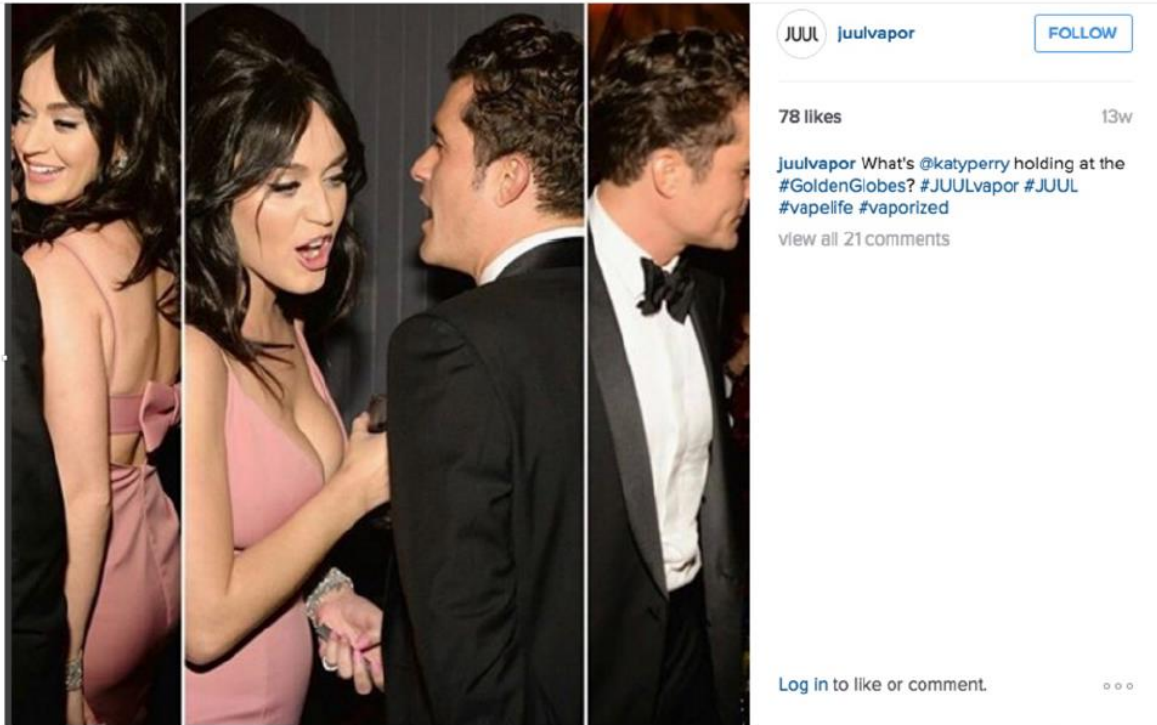 JUUL juulvapor FOLLOW
78 likes 13w
juulvapor What's @katyperry holding at the
#GoldenGlobes? #JUULvapor #JUUL
#vapelife #vaporized
view all 21 comments
Log in to like or comment.